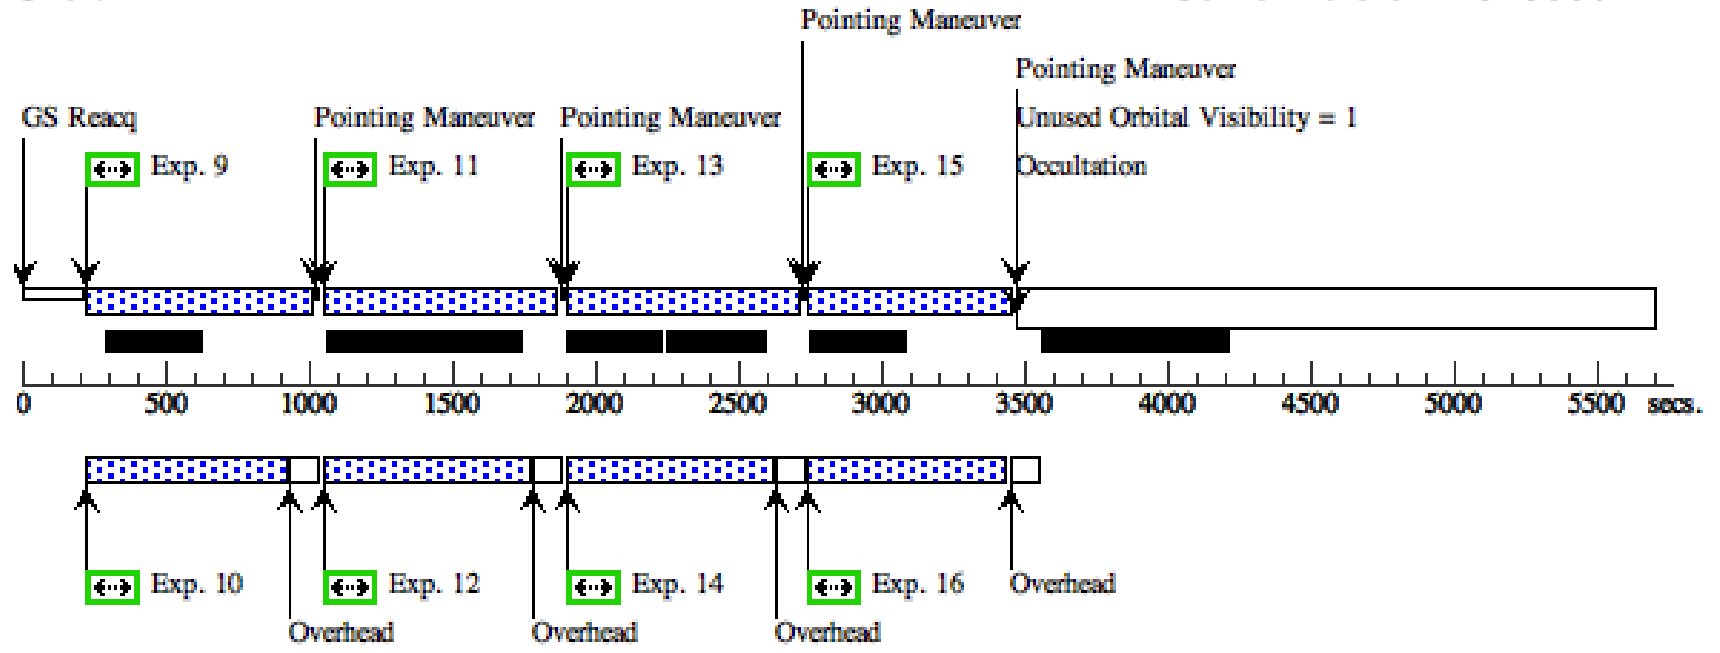 Pointing Maneuver
Pointing Maneuver
GS Reacq Pointing Maneuver Pointing Maneuver Unused Orbital Visibility = 1
Exp. 9 Exp. 11 Exp. 13 Exp. 15 Occultation
0 500 1000 1500 2000 2500 3000 3500 4000 4500 5000 5500 secs.
Exp. 10 Exp. 12 Exp. 14 Exp. 16 Overhead
Overhead Overhead Overhead